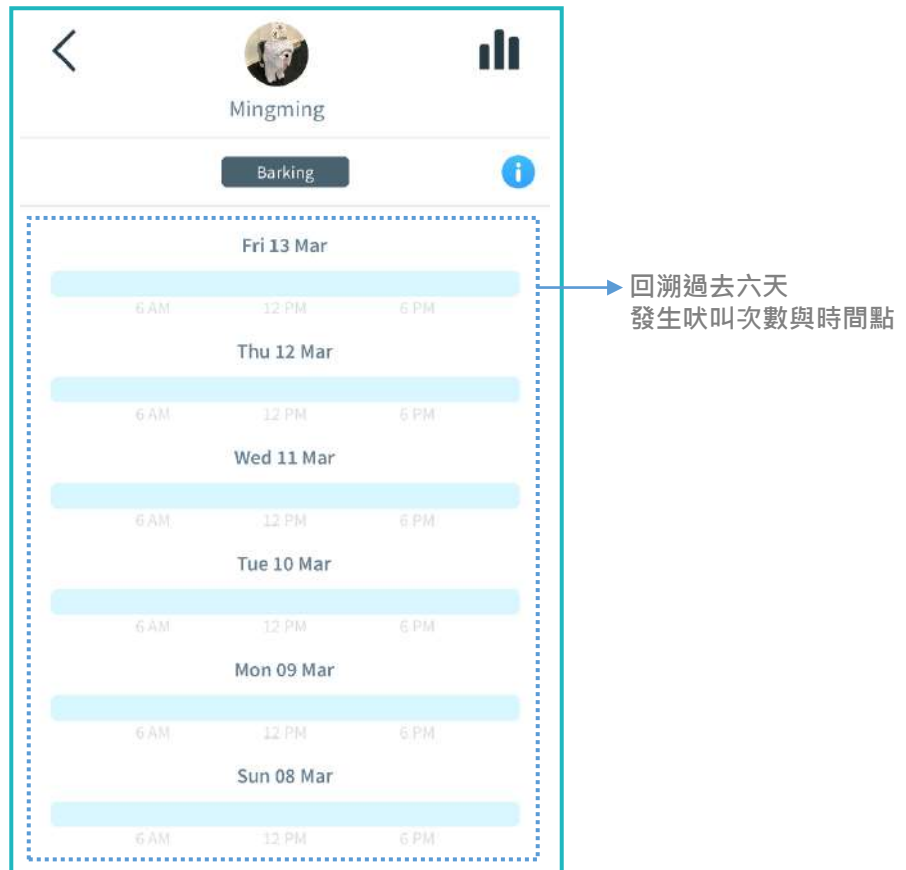 Mingming
Barking
Fri 13 Mar
6 AM 12 PM 6 PM
回溯過去六天
發生吠叫次數與時間點
Thu 12 Mar
6 AM 12 PM 6 PM
Wed 11 Mar
6 AM 12 PM 6 PM
Tue 10 Mar
6 AM 12 PM 6 PM
Mon 09 Mar
6 AM 12 PM 6 PM
Sun 08 Mar
6 AM 12 PM 6 PM